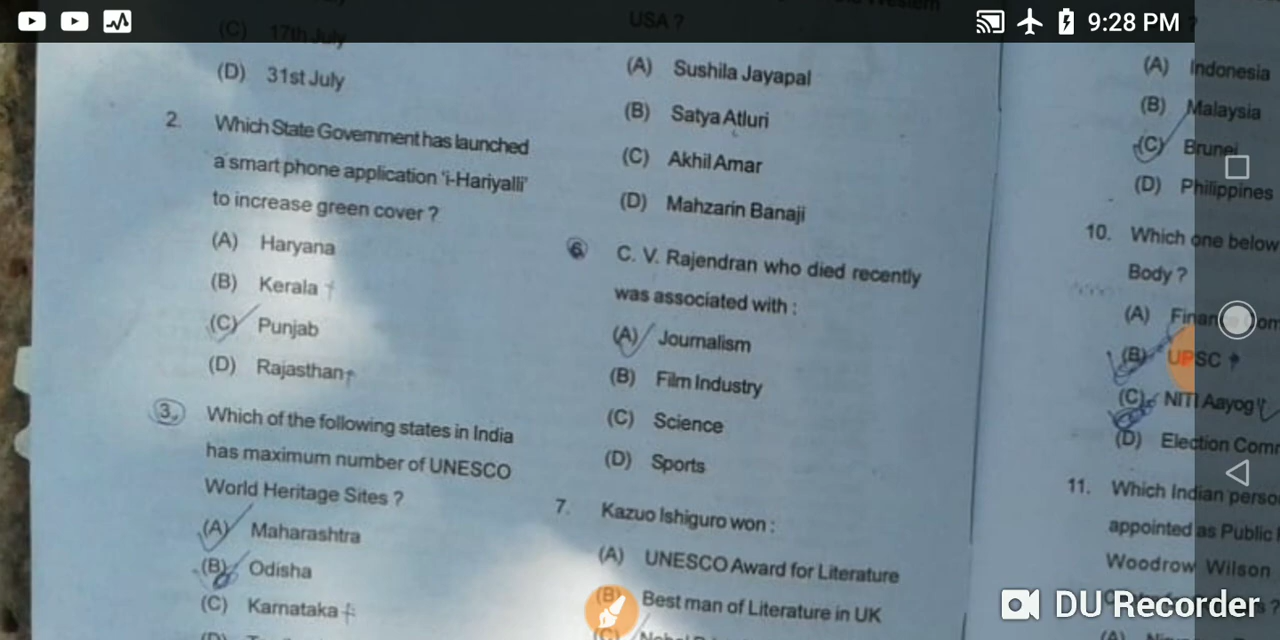 9:28 PM
(C) 17th July
(D) 31st July
2. Which State Government has launched
a smart phone application 'i-Hariyalli'
to increase green cover ?
(A) Haryana
(B) Kerala
(C) Punjab
(D) Rajasthan
3. Which of the following states in India
has maximum number of UNESCO
World Heritage Sites ?
(A) Maharashtra
(B) Odisha
(C) Karnataka
(D)
USA ?
(A) Sushila Jayapal
(B) Satya Atluri
(C) Akhil Amar
(D) Mahzarin Banaji
6. C. V. Rajendran who died recently
was associated with :
(A) Journalism
(B) Film Industry
(C) Science
(D) Sports
7. Kazuo Ishiguro won :
(A) UNESCO Award for Literature
(B) Best man of Literature in UK
(C)
(A) Indonesia
(B) Malaysia
(C) Brunei
(D) Philippines
10. Which one below
Body ?
(A)
(B) UPSC
(C) NITI Aayog
(D) Election Com
11. Which Indian perso
appointed as Public
Woodrow Wilson
(A)
DU Recorder